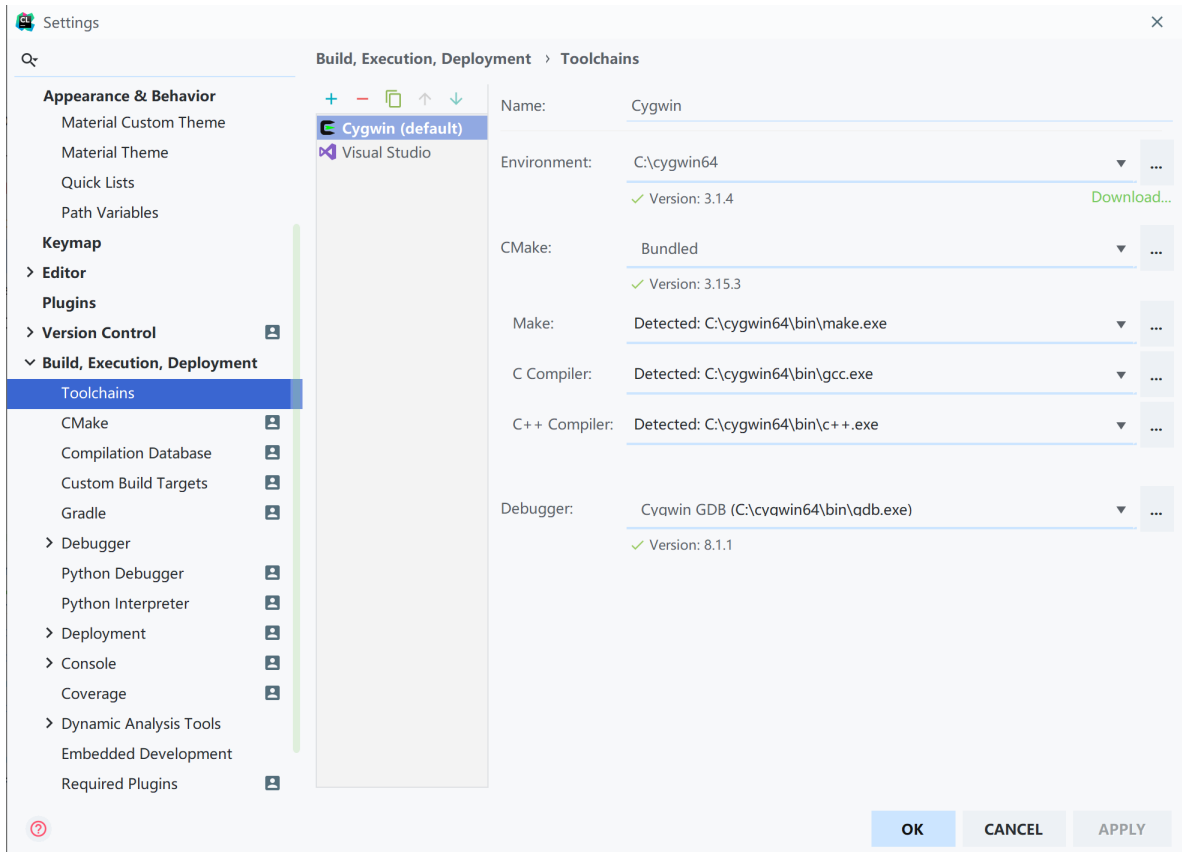 Settings
Appearance & Behavior
Material Custom Theme
Material Theme
Quick Lists
Path Variables
Keymap
Editor
Plugins
Version Control
Build, Execution, Deployment
Toolchains
CMake
Compilation Database
Custom Build Targets
Gradle
Debugger
Python Debugger
Python Interpreter
Deployment
Console
Coverage
Dynamic Analysis Tools
Embedded Development
Required Plugins
Build, Execution, Deployment › Toolchains
Cygwin (default)
Visual Studio
Name: Cygwin
Environment: C:\cygwin64 ...
Version: 3.1.4 Download...
CMake: Bundled ...
Version: 3.15.3
Make: Detected: C:\cygwin64\bin\make.exe ...
C Compiler: Detected: C:\cygwin64\bin\gcc.exe ...
C++ Compiler: Detected: C:\cygwin64\bin\c++.exe ...
Debugger: Cygwin GDB (C:\cygwin64\bin\gdb.exe) ...
Version: 8.1.1
OK CANCEL APPLY